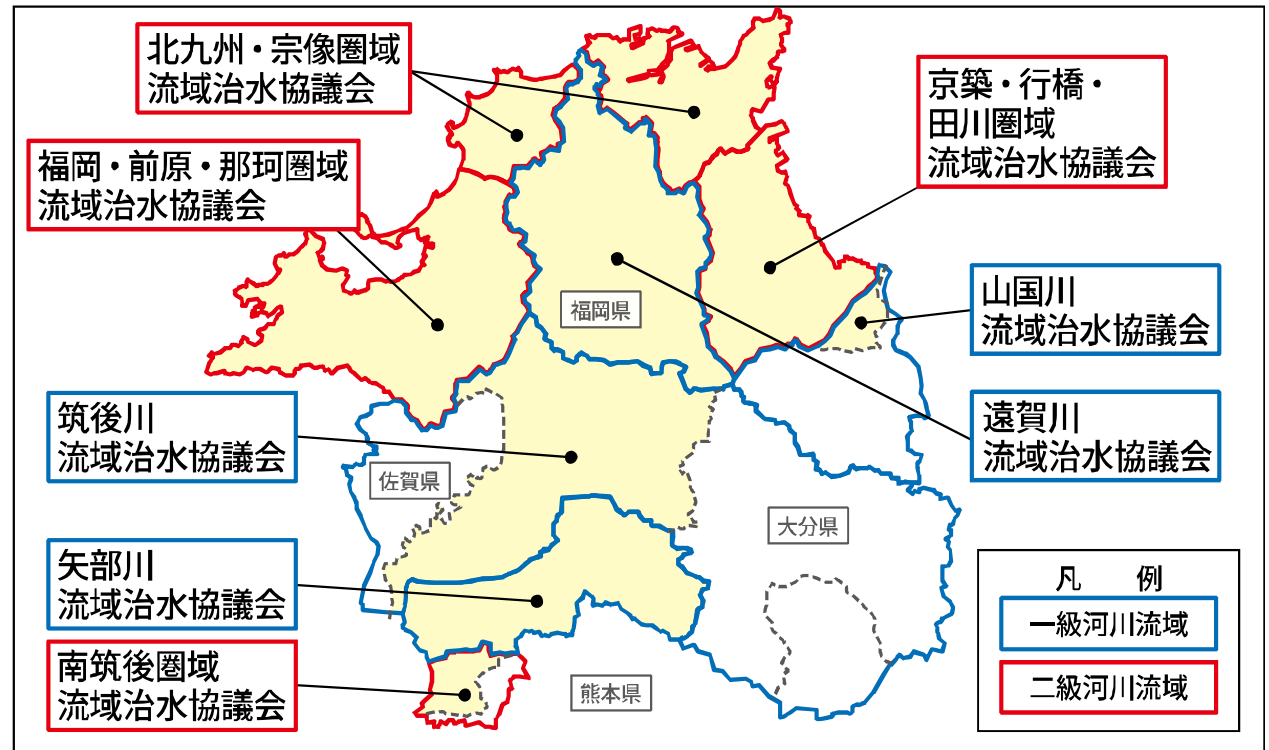 北九州・宗像圏域
流域治水協議会
京築・行橋・
田川圏域
流域治水協議会
福岡・前原・那珂圏域
流域治水協議会
山国川
流域治水協議会
福岡県
筑後川
流域治水協議会
遠賀川
流域治水協議会
佐賀県
大分県
矢部川
流域治水協議会
南筑後圏域
流域治水協議会
熊本県
凡 例
一級河川流域
二級河川流域